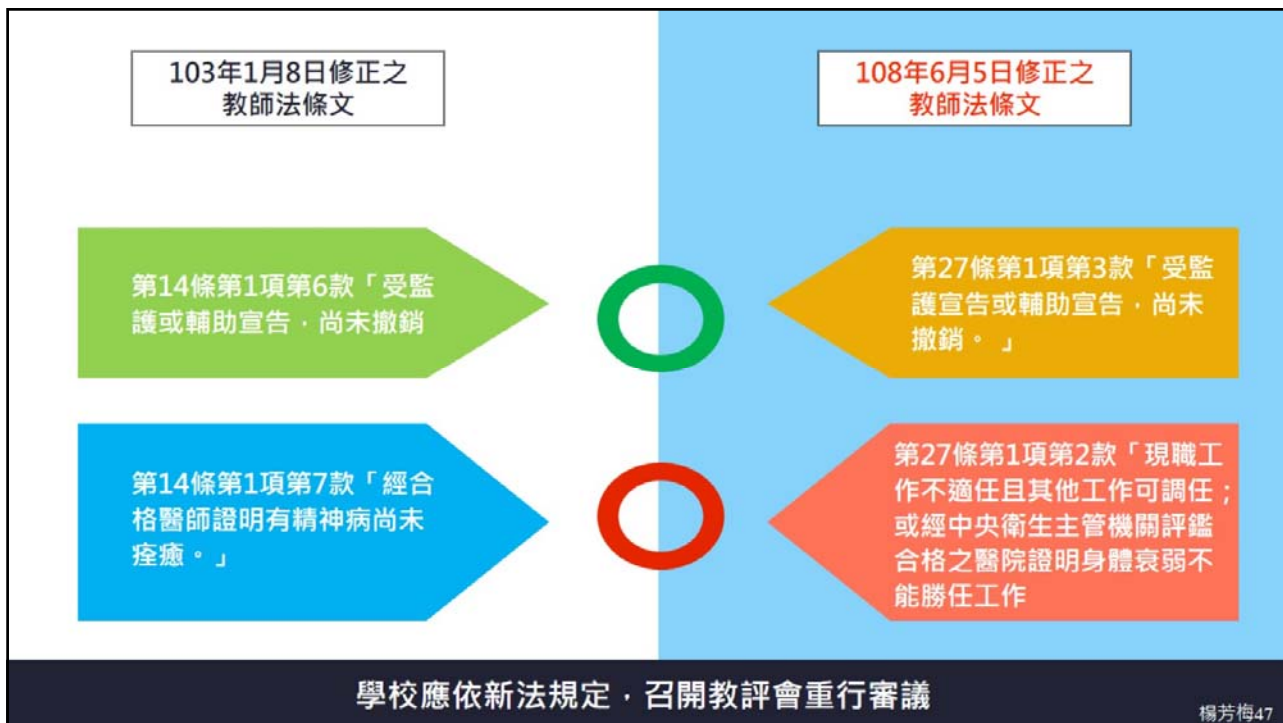 103年1月8日修正之
教師法條文
108年6月5日修正之
教師法條文
第14條第1項第6款「受監
護或輔助宣告，尚未撤銷
第27條第1項第3款「受監
護宣告或輔助宣告，尚未
撤銷。」
第14條第1項第7款「經合
格醫師證明有精神病尚未
痊癒。」
第27條第1項第2款「現職工
作不適任且其他工作可調任；
或經中央衛生主管機關評鑑
合格之醫院證明身體衰弱不
能勝任工作
學校應依新法規定，召開教評會重行審議
楊芳梅47